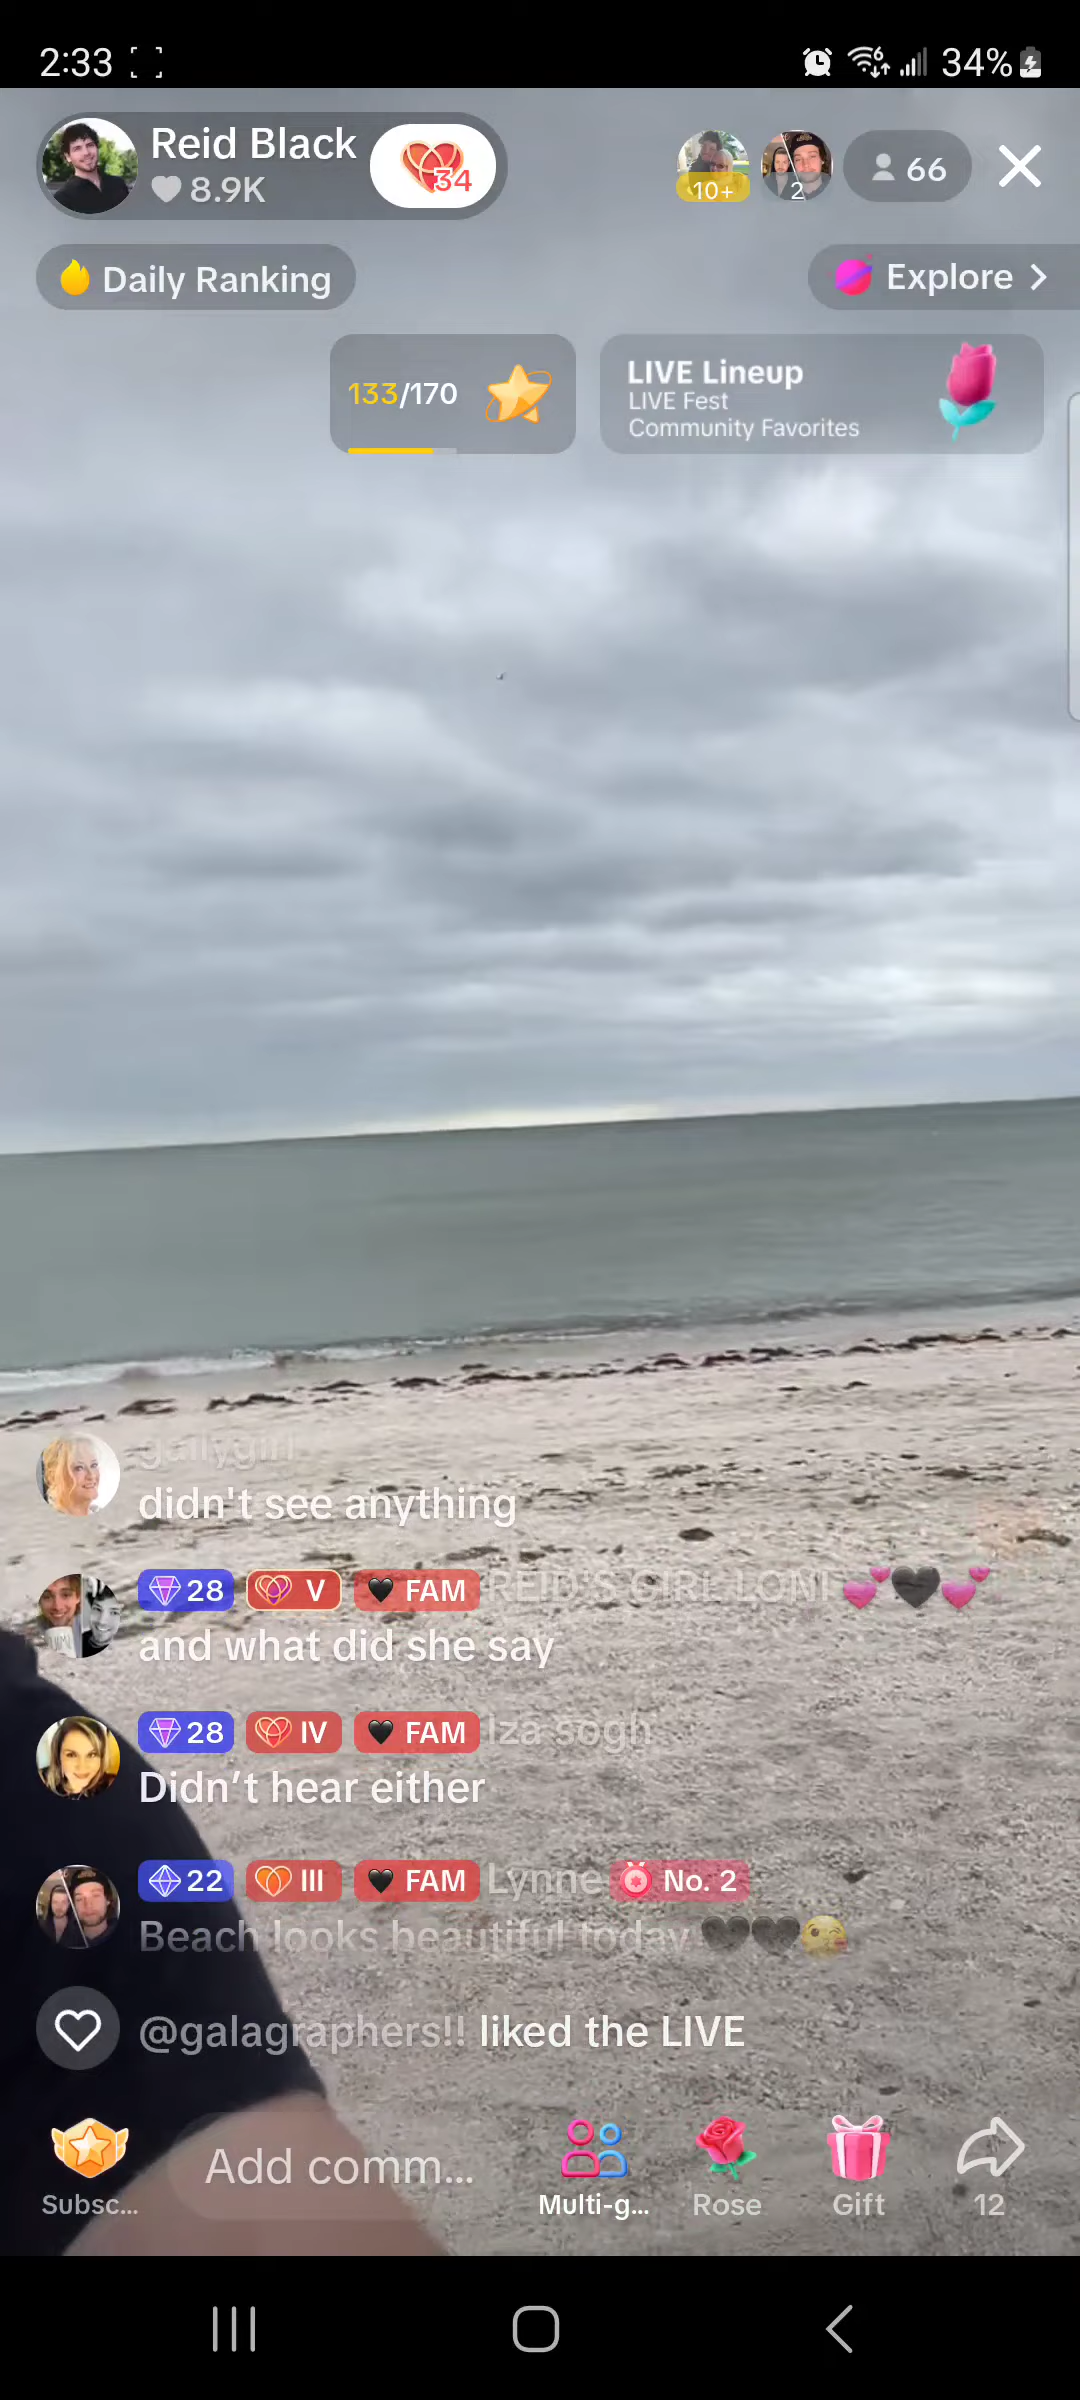 2:33
6
34%
Reid Black
8.9K
34
10+
2
66
Daily Ranking
Explore
133/170
LIVE Lineup
LIVE Fest
Community Favorites
gailygirl
didn't see anything
28 V FAM REID'S GIRL LONI
and what did she say
28 IV FAM Iza sogh
Didn’t hear either
22 III FAM Lynne No. 2
Beach looks beautiful today
@galagraphers!! liked the LIVE
Subsc...
Add comm...
Multi-g...
Rose
Gift
12